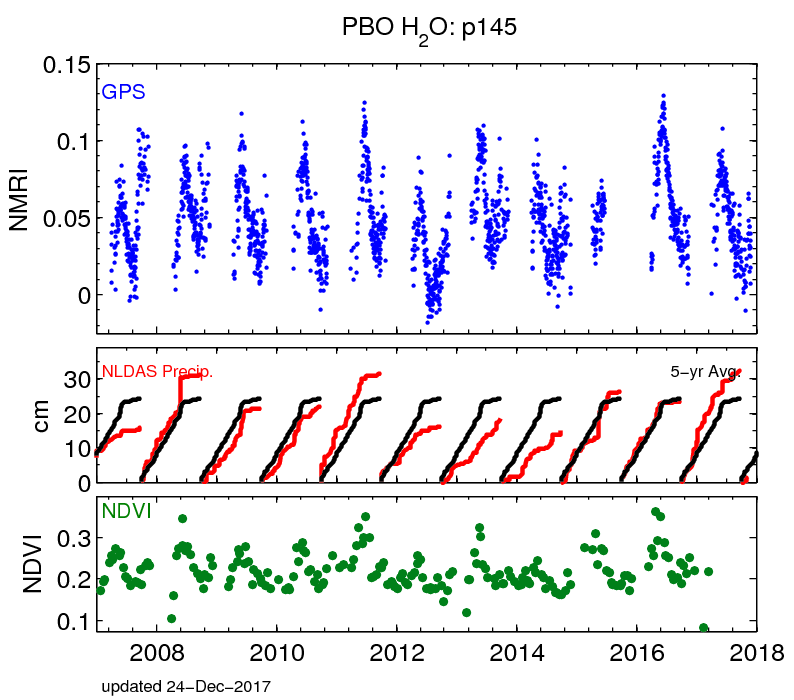 PBO H2O: p145
0.15
GPS
0.1
NMRI
0.05
0
NLDAS Precip.
5-yr Avg.
30
cm
20
10
0
NDVI
0.3
NDVI
0.2
0.1
2008 2010 2012 2014 2016 2018
updated 24-Dec-2017